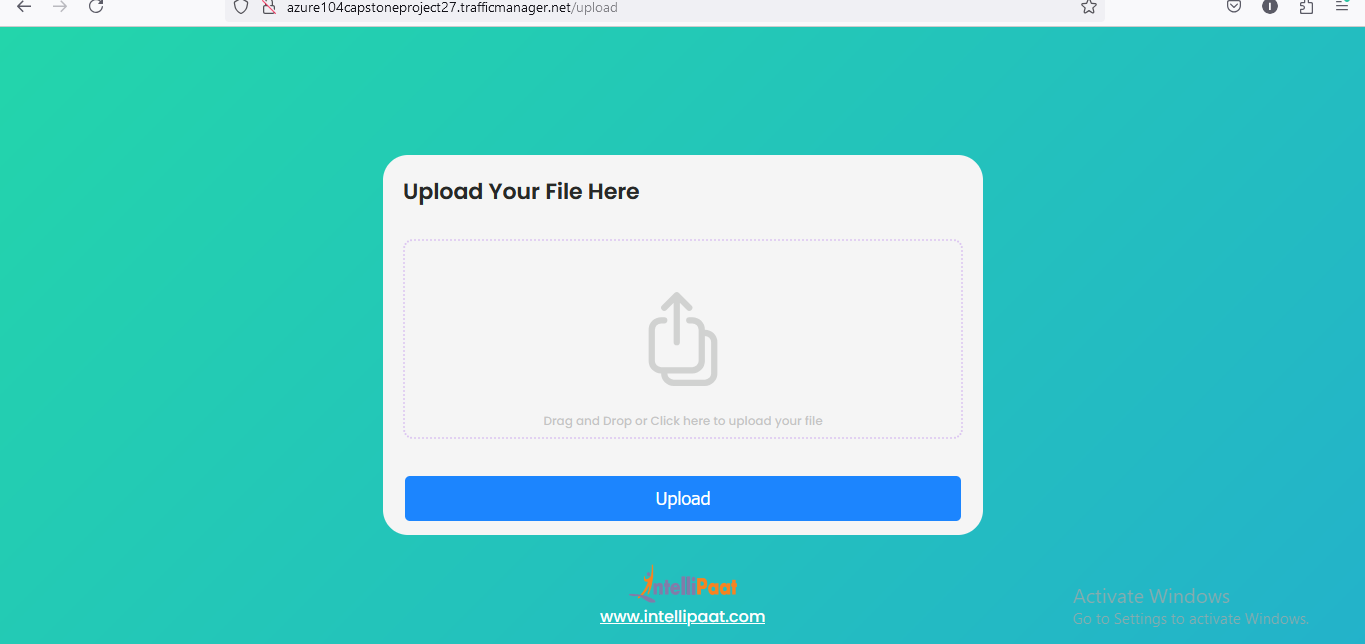 azure104capstoneproject27.trafficmanager.net/upload
Upload Your File Here
Drag and Drop or Click here to upload your file
Upload
IntelliPaat
www.intellipaat.com
Activate Windows
Go to Settings to activate Windows.